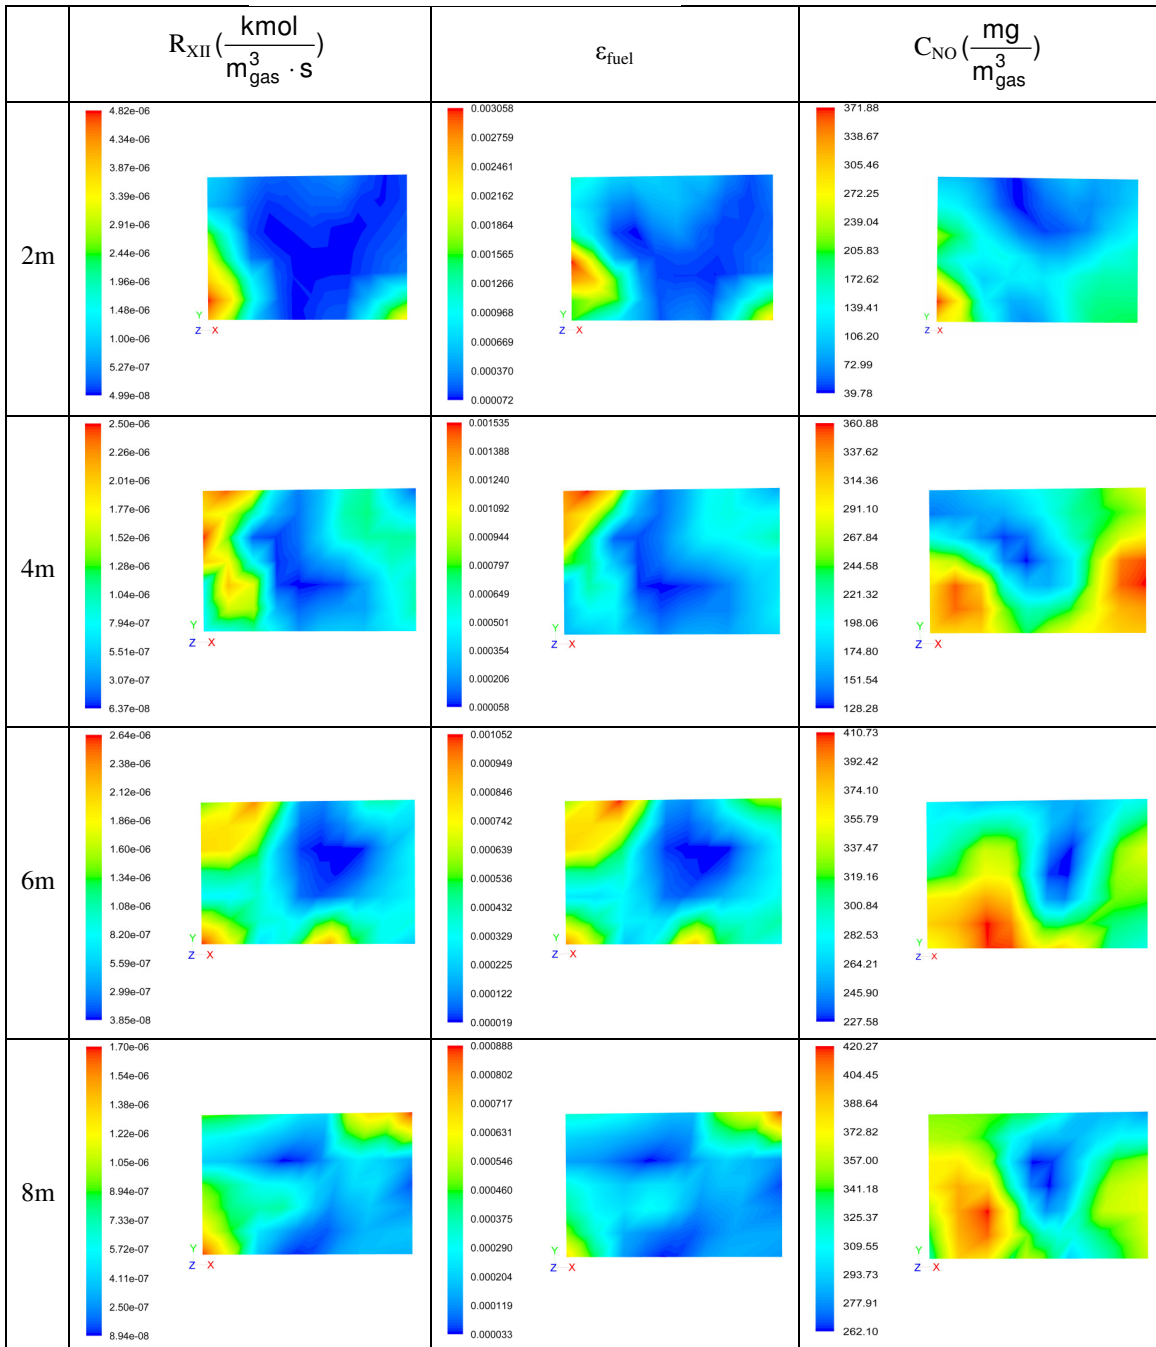 R_XII (kmol / m³_gas · s)
ε_fuel
C_NO (mg / m³_gas)
2m
4.82e-06
4.34e-06
3.87e-06
3.39e-06
2.91e-06
2.44e-06
1.96e-06
1.48e-06
1.00e-06
5.27e-07
4.99e-08
Y
Z X
0.003058
0.002759
0.002461
0.002162
0.001864
0.001565
0.001266
0.000968
0.000669
0.000370
0.000072
Y
Z X
371.88
338.67
305.46
272.25
239.04
205.83
172.62
139.41
106.20
72.99
39.78
Y
Z X
4m
2.50e-06
2.26e-06
2.01e-06
1.77e-06
1.52e-06
1.28e-06
1.04e-06
7.94e-07
5.51e-07
3.07e-07
6.37e-08
Y
Z X
0.001535
0.001388
0.001240
0.001092
0.000944
0.000797
0.000649
0.000501
0.000354
0.000206
0.000058
Y
Z X
360.88
337.62
314.36
291.10
267.84
244.58
221.32
198.06
174.80
151.54
128.28
Y
Z X
6m
2.64e-06
2.38e-06
2.12e-06
1.86e-06
1.60e-06
1.34e-06
1.08e-06
8.20e-07
5.59e-07
2.99e-07
3.85e-08
Y
Z X
0.001052
0.000949
0.000846
0.000742
0.000639
0.000536
0.000432
0.000329
0.000225
0.000122
0.000019
Y
Z X
410.73
392.42
374.10
355.79
337.47
319.16
300.84
282.53
264.21
245.90
227.58
Y
Z X
8m
1.70e-06
1.54e-06
1.38e-06
1.22e-06
1.05e-06
8.94e-07
7.33e-07
5.72e-07
4.11e-07
2.50e-07
8.94e-08
Y
Z X
0.000888
0.000802
0.000717
0.000631
0.000546
0.000460
0.000375
0.000290
0.000204
0.000119
0.000033
Y
Z X
420.27
404.45
388.64
372.82
357.00
341.18
325.37
309.55
293.73
277.91
262.10
Y
Z X